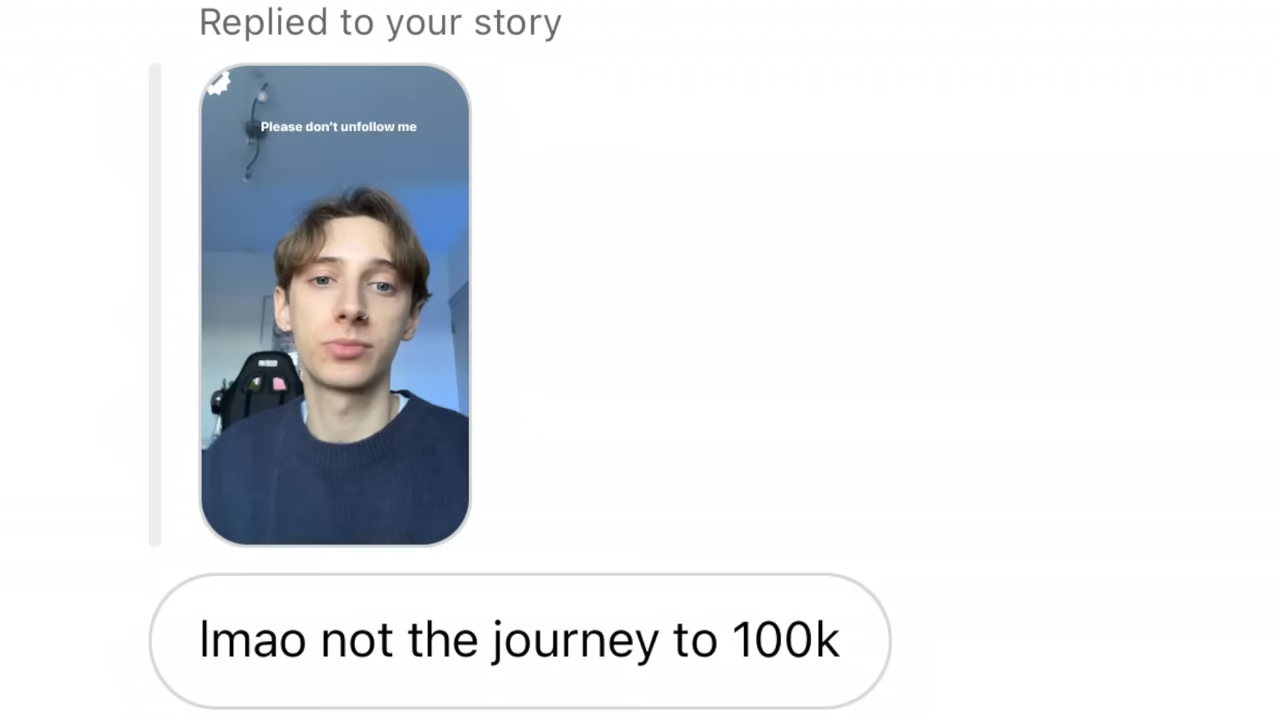 Replied to your story
Please don't unfollow me
lmao not the journey to 100k